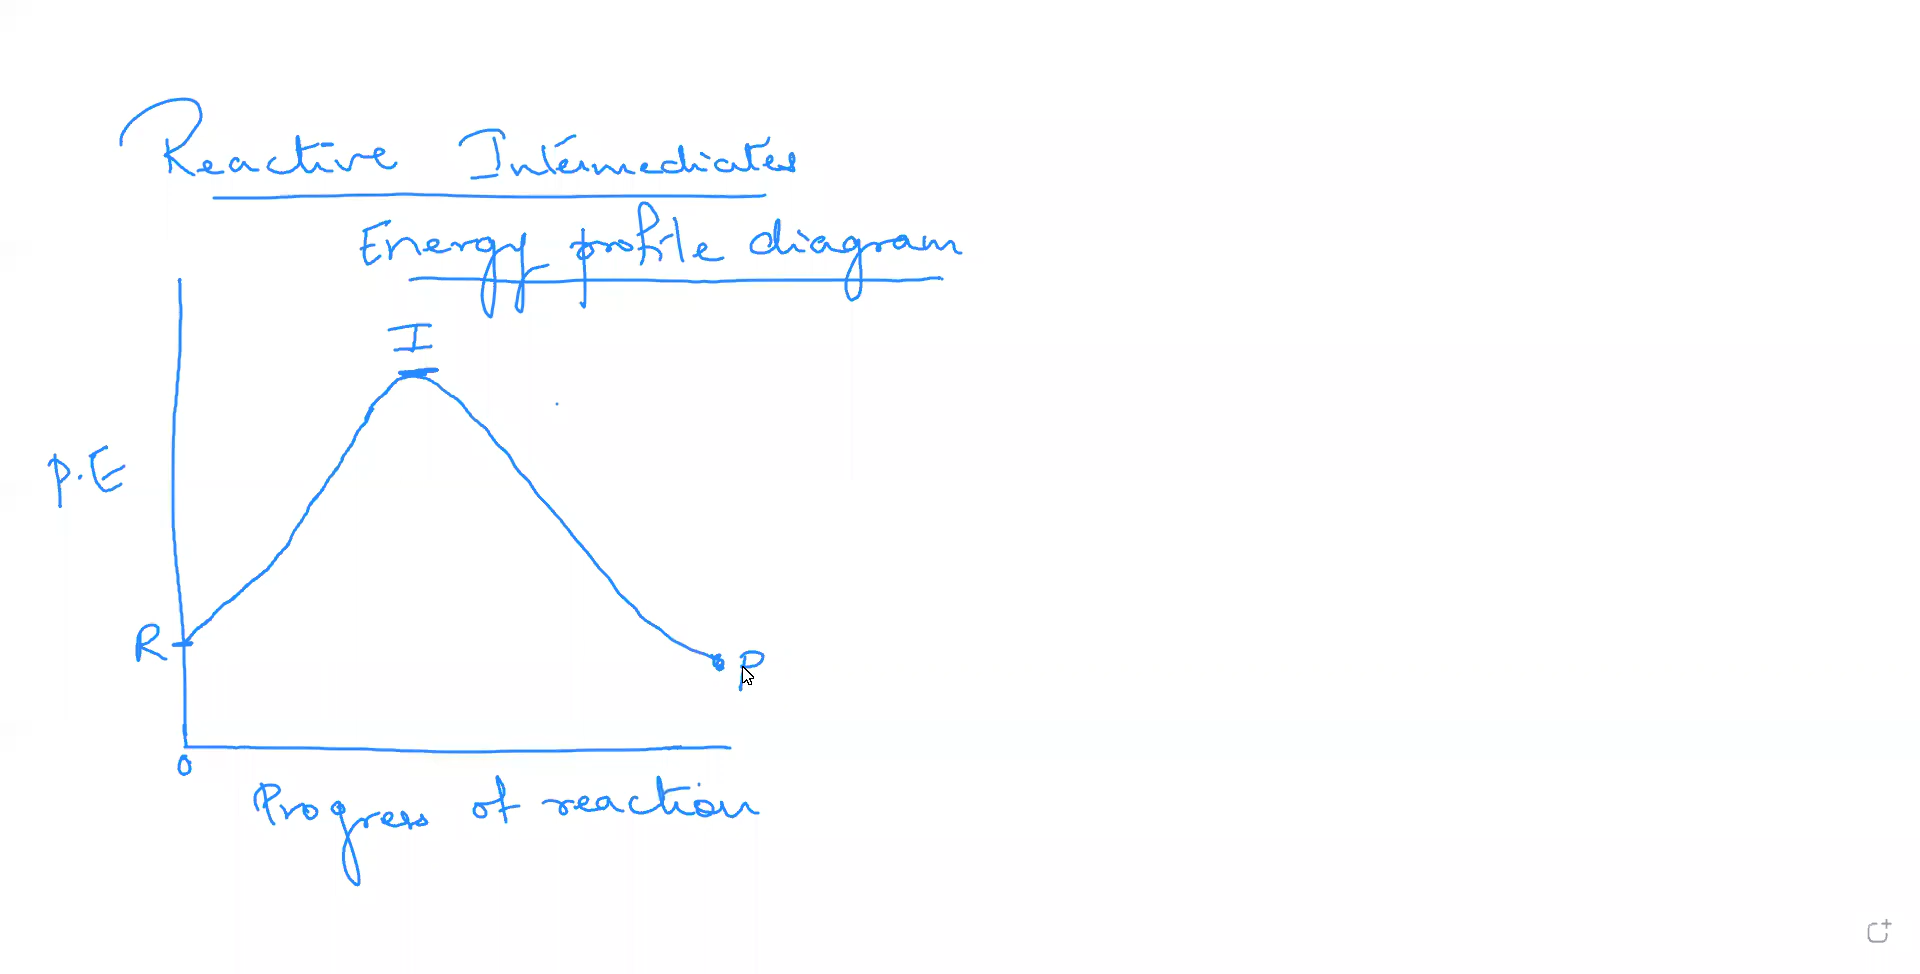 Reactive Intermediates
Energy profile diagram
I
P.E
R
P
0
Progress of reaction